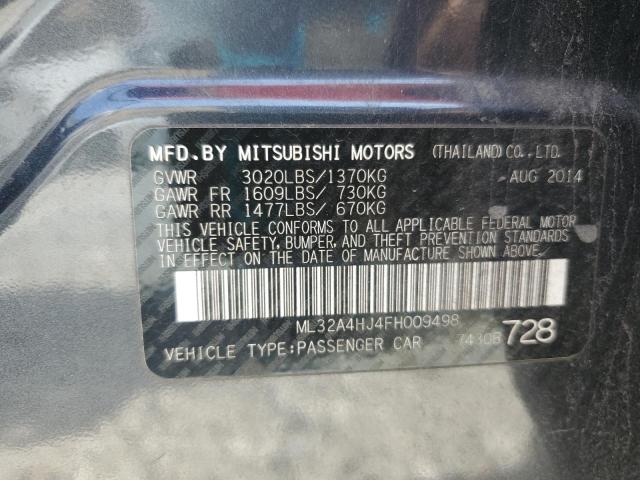 MFD.BY MITSUBISHI MOTORS (THAILAND) CO., LTD.
GVWR 3020LBS/1370KG AUG 2014
GAWR FR 1609LBS/ 730KG
GAWR RR 1477LBS/ 670KG
THIS VEHICLE CONFORMS TO ALL APPLICABLE FEDERAL MOTOR
VEHICLE SAFETY, BUMPER, AND THEFT PREVENTION STANDARDS
IN EFFECT ON THE DATE OF MANUFACTURE SHOWN ABOVE.
ML32A4HJ4FH009498
VEHICLE TYPE:PASSENGER CAR 728